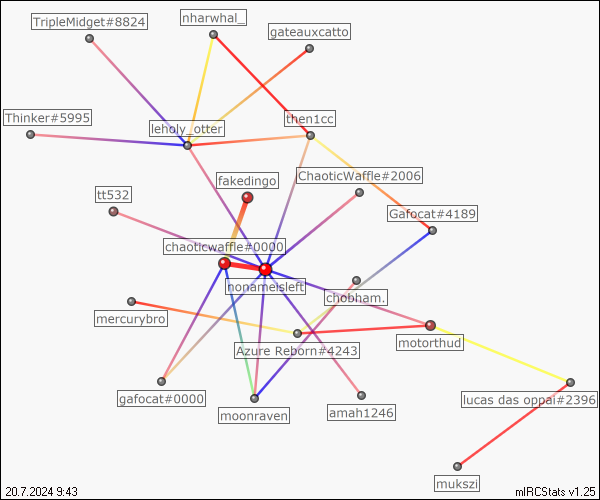 TripleMidget#8824
nharwhal_
gateauxcatto
Thinker#5995
leholy_otter
then1cc
ChaoticWaffle#2006
fakedingo
tt532
Gafocat#4189
chaoticwaffle#0000
nonameisleft
chobham.
mercurybro
Azure Reborn#4243
motorthud
gafocat#0000
moonraven
amah1246
lucas das oppai#2396
mukszi
20.7.2024 9:43
mIRCStats v1.25